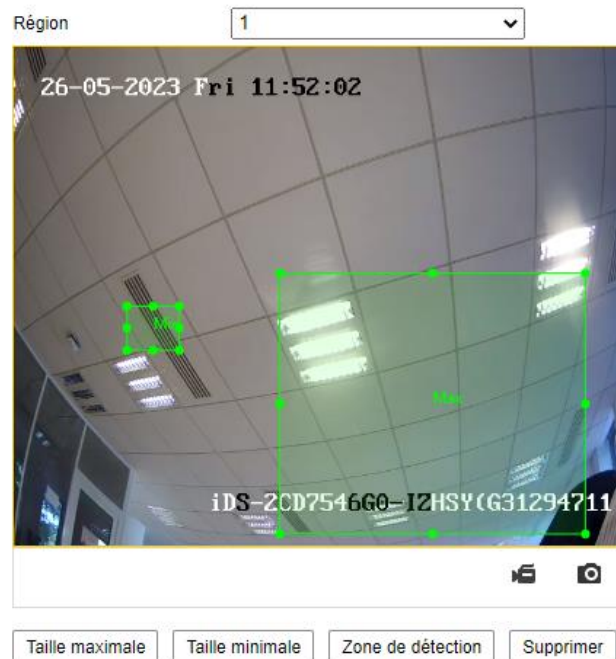 Région
1
26-05-2023 Fri 11:52:02
Min
Max
iDS-2CD7546G0-IZHSY(G31294711
Taille maximale
Taille minimale
Zone de détection
Supprimer